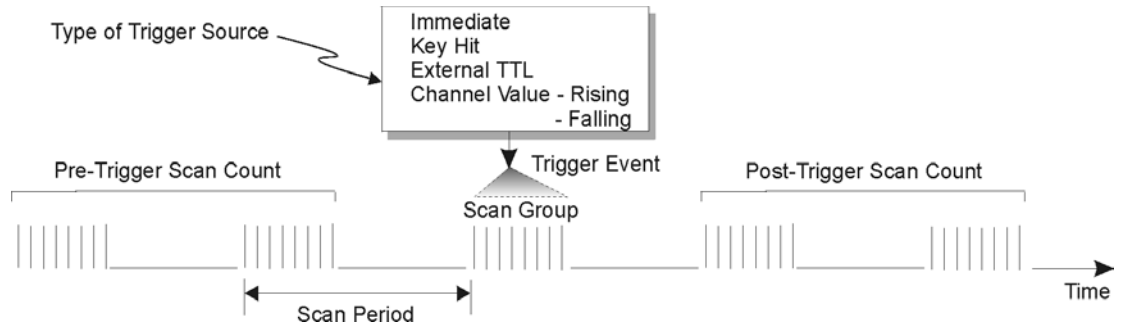 Type of Trigger Source
Immediate
Key Hit
External TTL
Channel Value - Rising
- Falling
Trigger Event
Pre-Trigger Scan Count
Post-Trigger Scan Count
Scan Group
Scan Period
Time